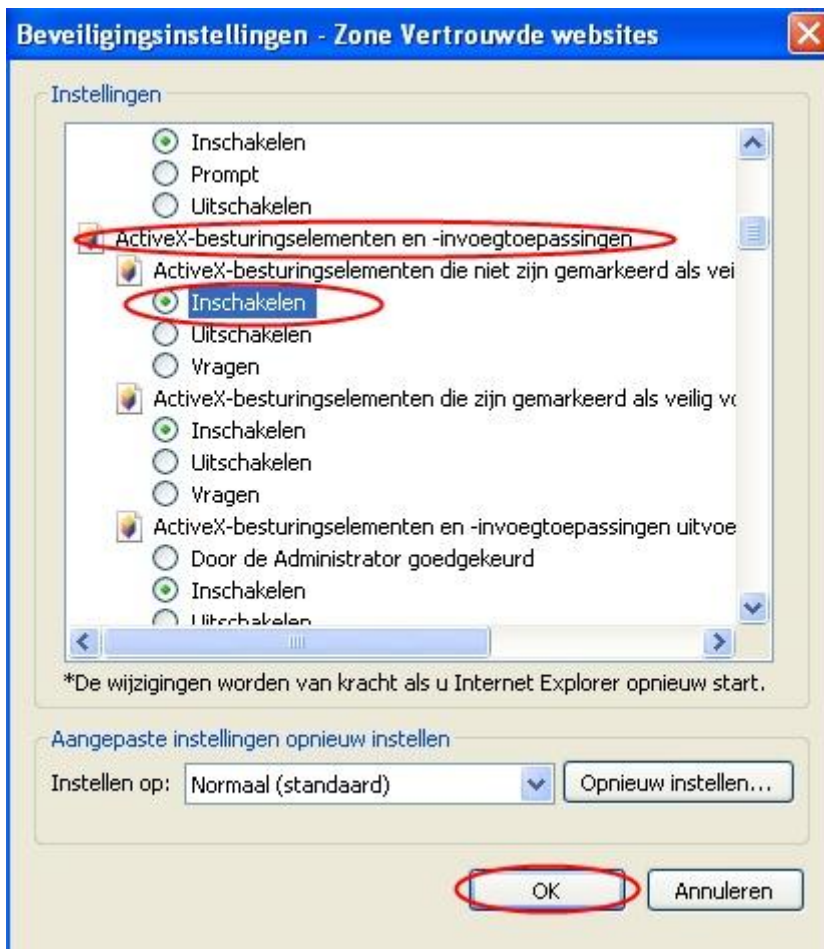 Beveiligingsinstellingen - Zone Vertrouwde websites
Instellingen
Inschakelen
Prompt
Uitschakelen
ActiveX-besturingselementen en -invoegtoepassingen
ActiveX-besturingselementen die niet zijn gemarkeerd als vei
Inschakelen
Uitschakelen
Vragen
ActiveX-besturingselementen die zijn gemarkeerd als veilig vo
Inschakelen
Uitschakelen
Vragen
ActiveX-besturingselementen en -invoegtoepassingen uitvoe
Door de Administrator goedgekeurd
Inschakelen
Uitschakelen
*De wijzigingen worden van kracht als u Internet Explorer opnieuw start.
Aangepaste instellingen opnieuw instellen
Instellen op: Normaal (standaard) Opnieuw instellen...
OK Annuleren